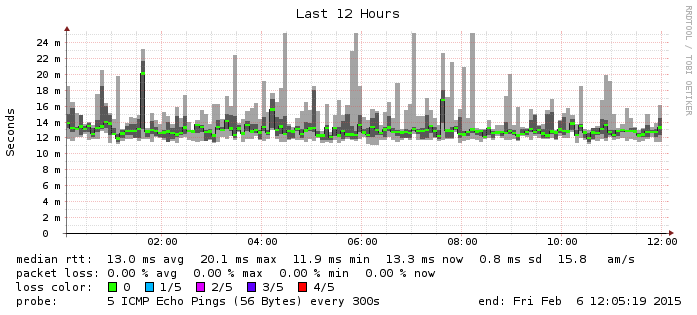 Last 12 Hours
RRDTOOL / TOBI OETIKER
Seconds
24 m
22 m
20 m
18 m
16 m
14 m
12 m
10 m
8 m
6 m
4 m
2 m
0
02:00 04:00 06:00 08:00 10:00 12:00
median rtt: 13.0 ms avg 20.1 ms max 11.9 ms min 13.3 ms now 0.8 ms sd 15.8 am/s
packet loss: 0.00 % avg 0.00 % max 0.00 % min 0.00 % now
loss color: 0 1/5 2/5 3/5 4/5
probe: 5 ICMP Echo Pings (56 Bytes) every 300s end: Fri Feb 6 12:05:19 2015